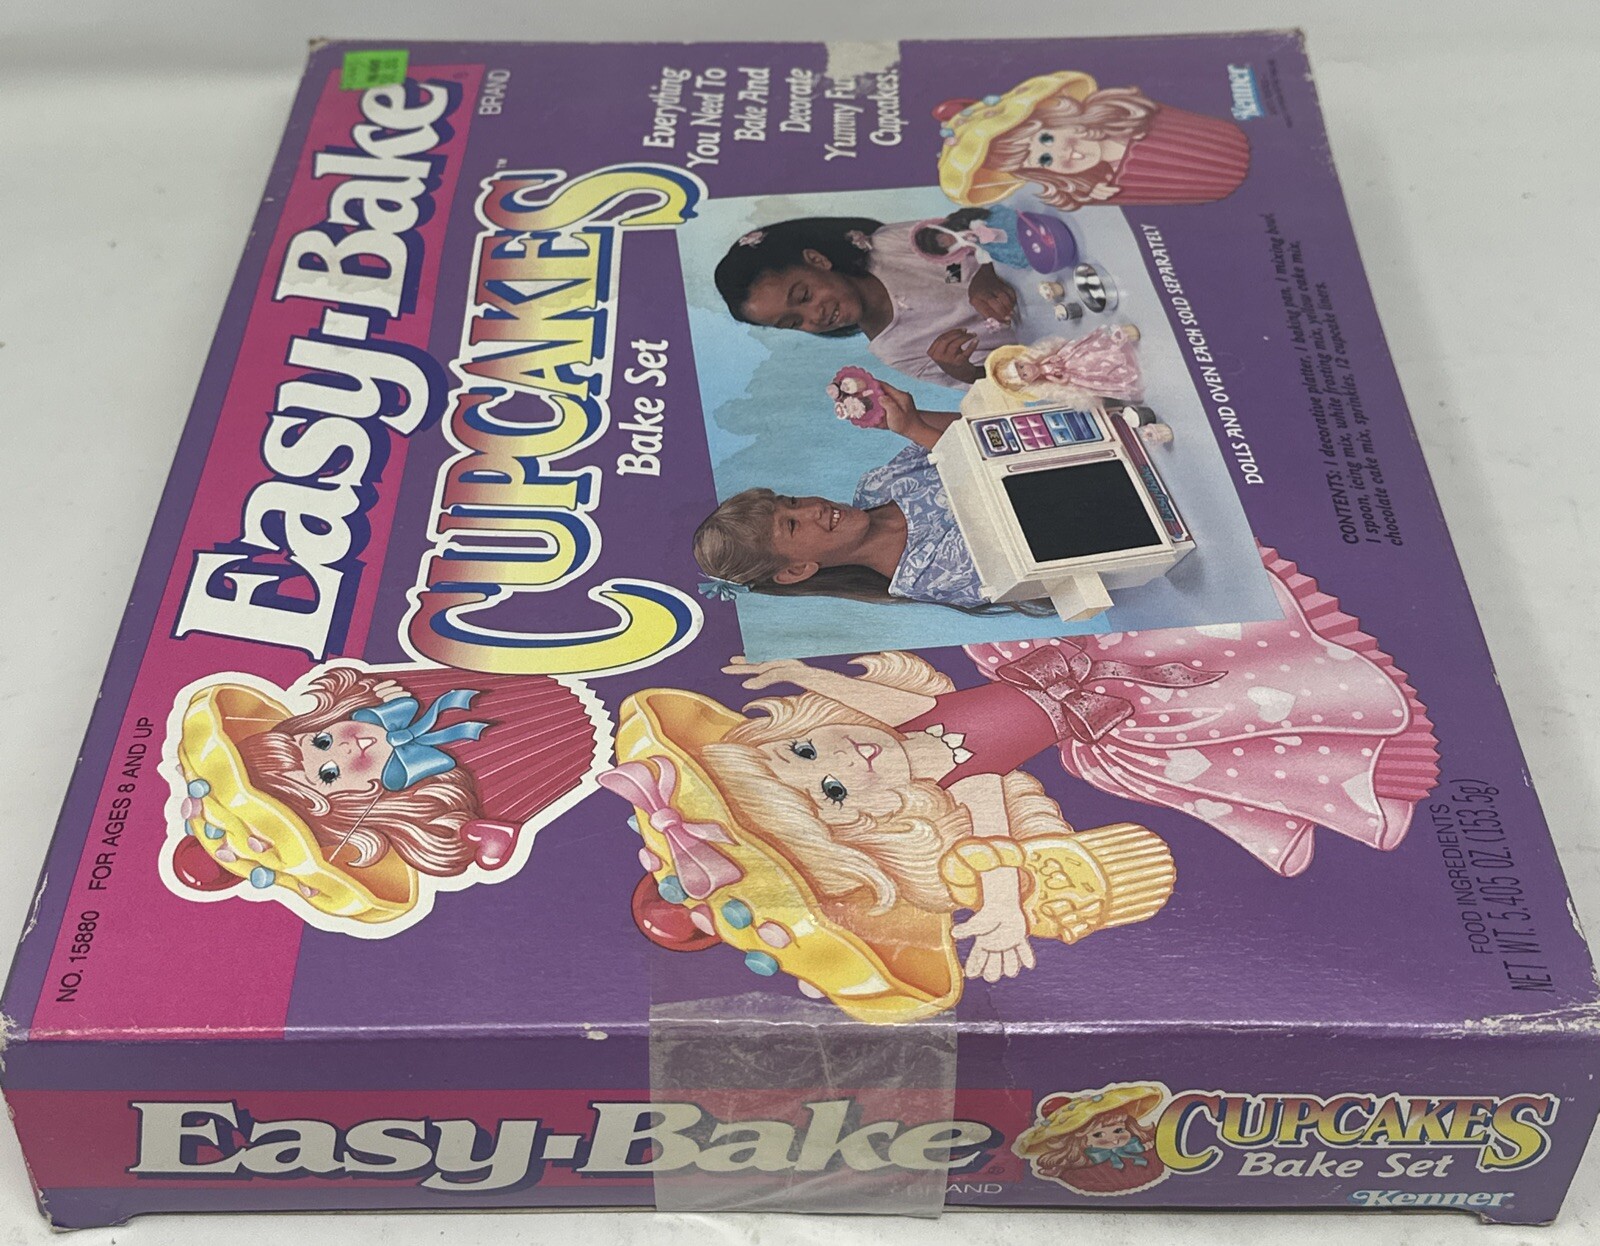 Easy-Bake®
BRAND
CUPCAKES™
Bake Set
Everything
You Need To
Bake And
Decorate
Yummy Fun
Cupcakes!
Kenner
NO. 15880 FOR AGES 8 AND UP
DOLLS AND OVEN EACH SOLD SEPARATELY
CONTENTS: 1 decorative platter, 1 baking pan, 1 mixing bowl,
1 spoon, icing mix, white frosting mix, yellow cake mix,
chocolate cake mix, sprinkles, 12 cupcake liners.
FOOD INGREDIENTS
NET WT. 5.405 OZ. (153.5g)
Easy-Bake®
BRAND
CUPCAKES™
Bake Set
Kenner